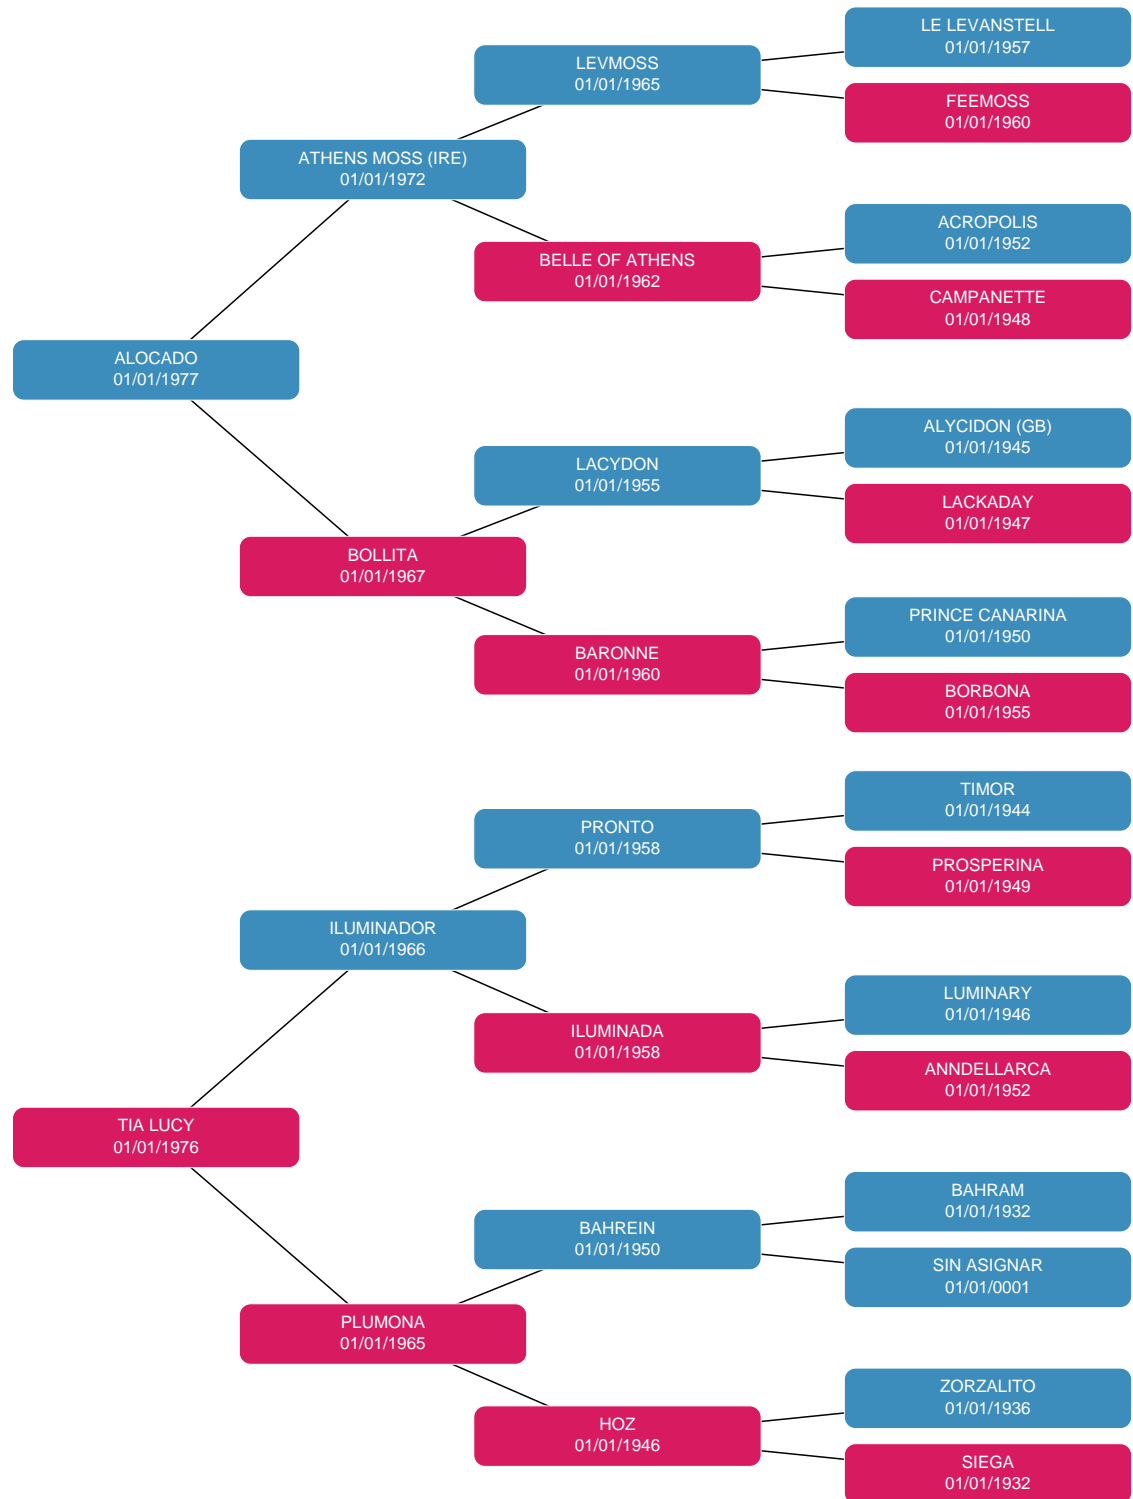 LE LEVANSTELL
01/01/1957
LEVMOSS
01/01/1965
FEEMOSS
01/01/1960
ATHENS MOSS (IRE)
01/01/1972
ACROPOLIS
01/01/1952
BELLE OF ATHENS
01/01/1962
CAMPANETTE
01/01/1948
ALOCADO
01/01/1977
ALYCIDON (GB)
01/01/1945
LACYDON
01/01/1955
LACKADAY
01/01/1947
BOLLITA
01/01/1967
PRINCE CANARINA
01/01/1950
BARONNE
01/01/1960
BORBONA
01/01/1955
TIMOR
01/01/1944
PRONTO
01/01/1958
PROSPERINA
01/01/1949
ILUMINADOR
01/01/1966
LUMINARY
01/01/1946
ILUMINADA
01/01/1958
ANNDELLARCA
01/01/1952
TIA LUCY
01/01/1976
BAHRAM
01/01/1932
BAHREIN
01/01/1950
SIN ASIGNAR
01/01/0001
PLUMONA
01/01/1965
ZORZALITO
01/01/1936
HOZ
01/01/1946
SIEGA
01/01/1932